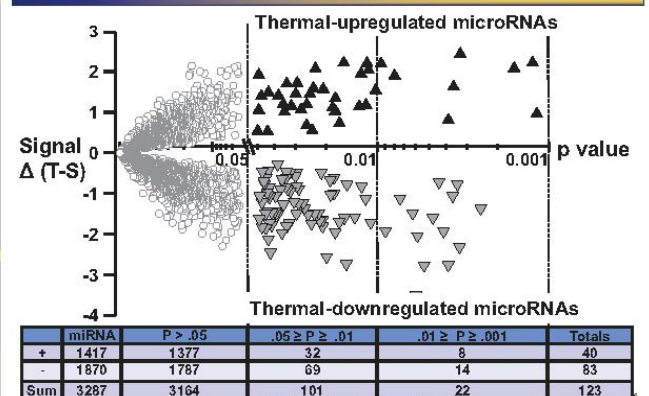 Thermal-upregulated microRNAs
3
2
1
0
-1
-2
-3
-4
Signal
Δ (T-S)
0.05
0.01
0.001
p value
Thermal-downregulated microRNAs
miRNA P > .05 .05 ≥ P ≥ .01 .01 ≥ P ≥ .001 Totals
+ 1417 1377 32 8 40
- 1870 1787 69 14 83
Sum 3287 3164 101 22 123